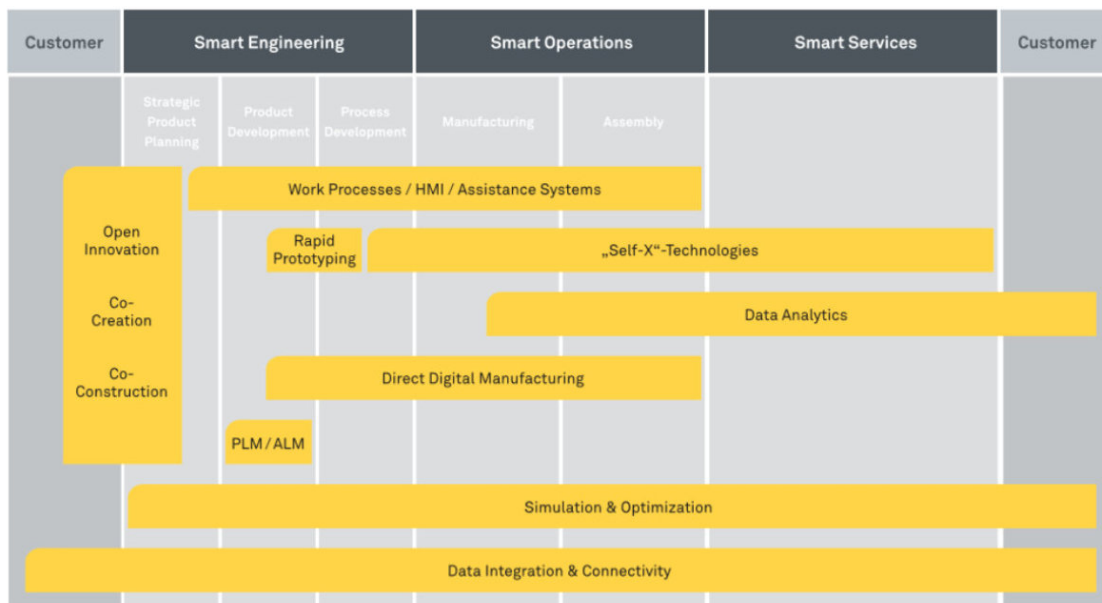 Customer
Smart Engineering
Smart Operations
Smart Services
Customer
Strategic
Product
Planning
Product
Development
Process
Development
Manufacturing
Assembly
Work Processes / HMI / Assistance Systems
Open
Innovation
Co-
Creation
Co-
Construction
Rapid
Prototyping
„Self-X“-Technologies
Data Analytics
Direct Digital Manufacturing
PLM / ALM
Simulation & Optimization
Data Integration & Connectivity